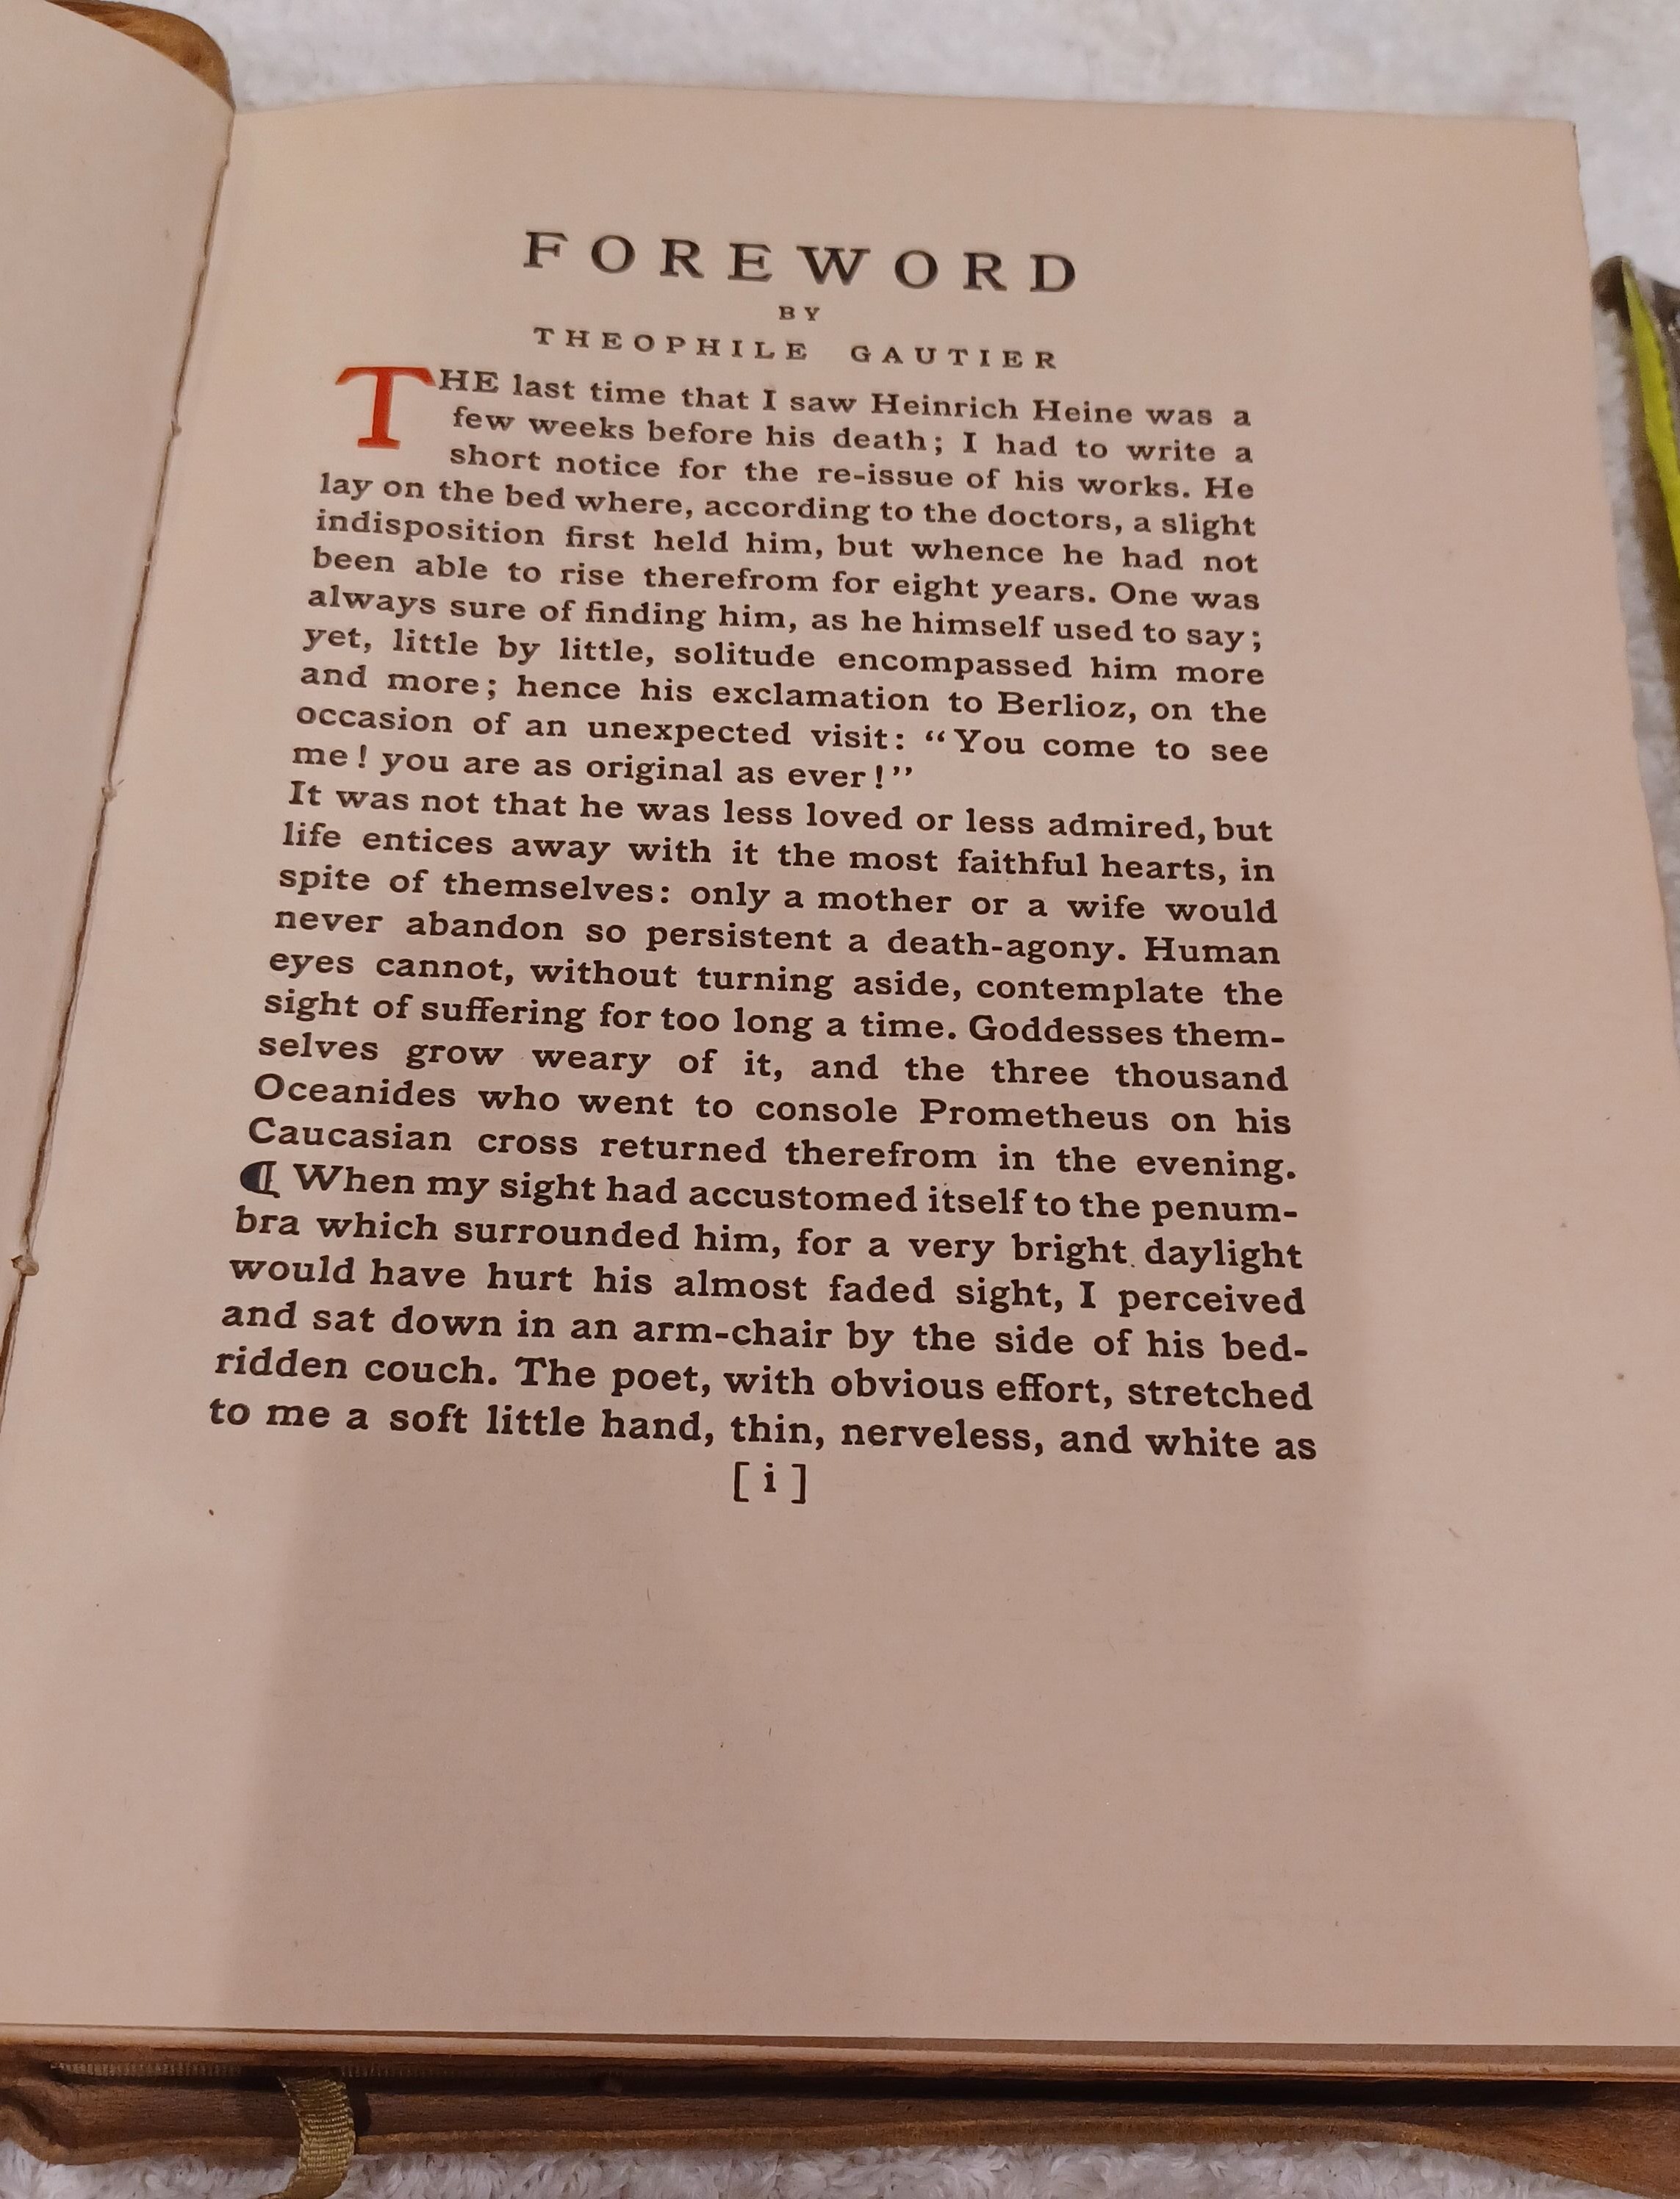 FOREWORD
BY
THEOPHILE GAUTIER
THE last time that I saw Heinrich Heine was a
few weeks before his death; I had to write a
short notice for the re-issue of his works. He
lay on the bed where, according to the doctors, a slight
indisposition first held him, but whence he had not
been able to rise therefrom for eight years. One was
always sure of finding him, as he himself used to say;
yet, little by little, solitude encompassed him more
and more; hence his exclamation to Berlioz, on the
occasion of an unexpected visit: “You come to see
me! you are as original as ever!”
It was not that he was less loved or less admired, but
life entices away with it the most faithful hearts, in
spite of themselves: only a mother or a wife would
never abandon so persistent a death-agony. Human
eyes cannot, without turning aside, contemplate the
sight of suffering for too long a time. Goddesses them-
selves grow weary of it, and the three thousand
Oceanides who went to console Prometheus on his
Caucasian cross returned therefrom in the evening.
¶ When my sight had accustomed itself to the penum-
bra which surrounded him, for a very bright daylight
would have hurt his almost faded sight, I perceived
and sat down in an arm-chair by the side of his bed-
ridden couch. The poet, with obvious effort, stretched
to me a soft little hand, thin, nerveless, and white as
[i]